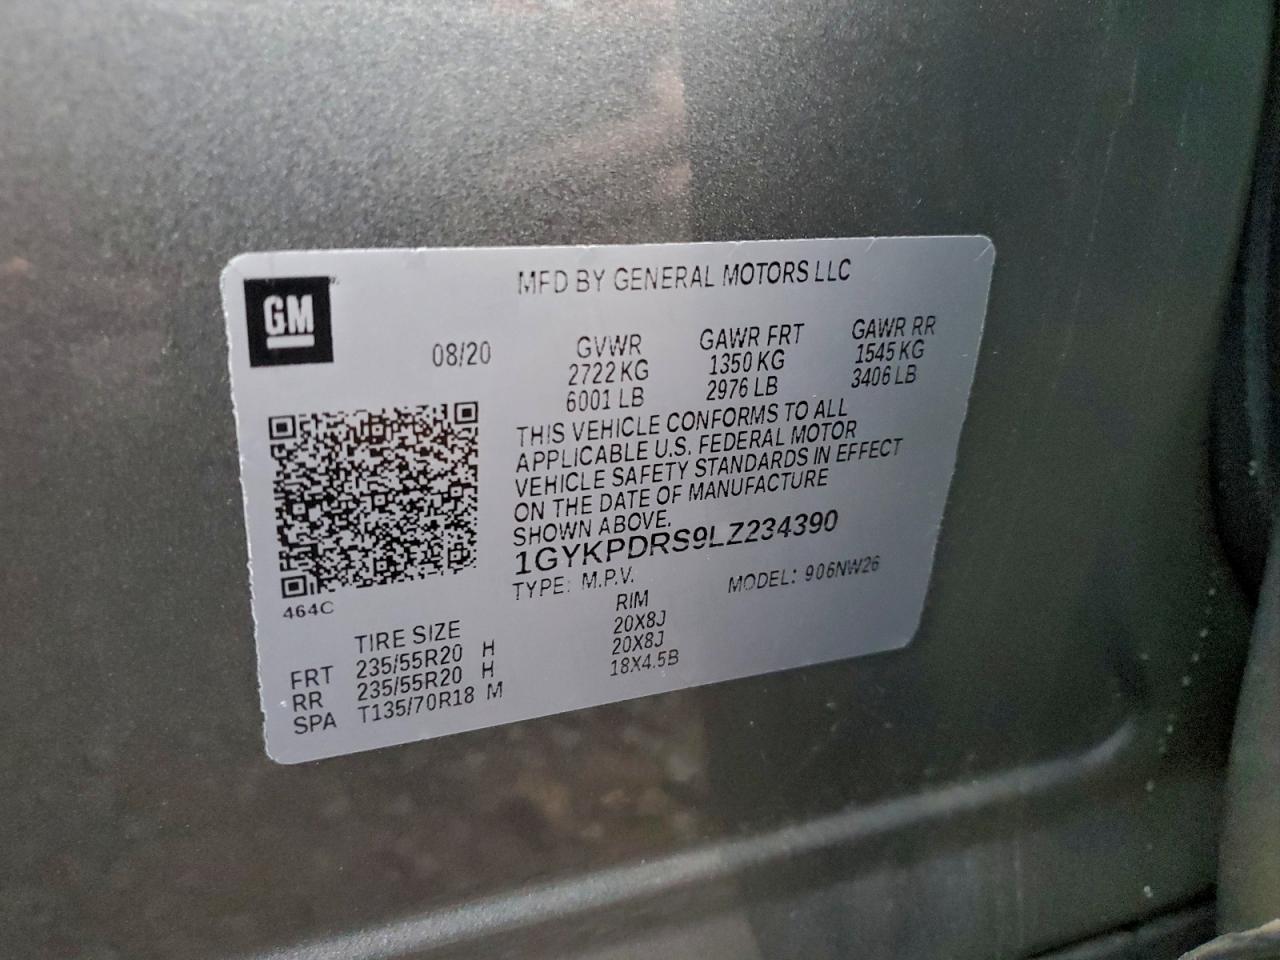 GM
MFD BY GENERAL MOTORS LLC
08/20
GVWR GAWR FRT GAWR RR
2722 KG 1350 KG 1545 KG
6001 LB 2976 LB 3406 LB
THIS VEHICLE CONFORMS TO ALL
APPLICABLE U.S. FEDERAL MOTOR
VEHICLE SAFETY STANDARDS IN EFFECT
ON THE DATE OF MANUFACTURE
SHOWN ABOVE.
1GYKPDRS9LZ234390
TYPE: M.P.V. MODEL: 906NW26
464C
TIRE SIZE RIM
FRT 235/55R20 H 20X8J
RR 235/55R20 H 20X8J
SPA T135/70R18 M 18X4.5B